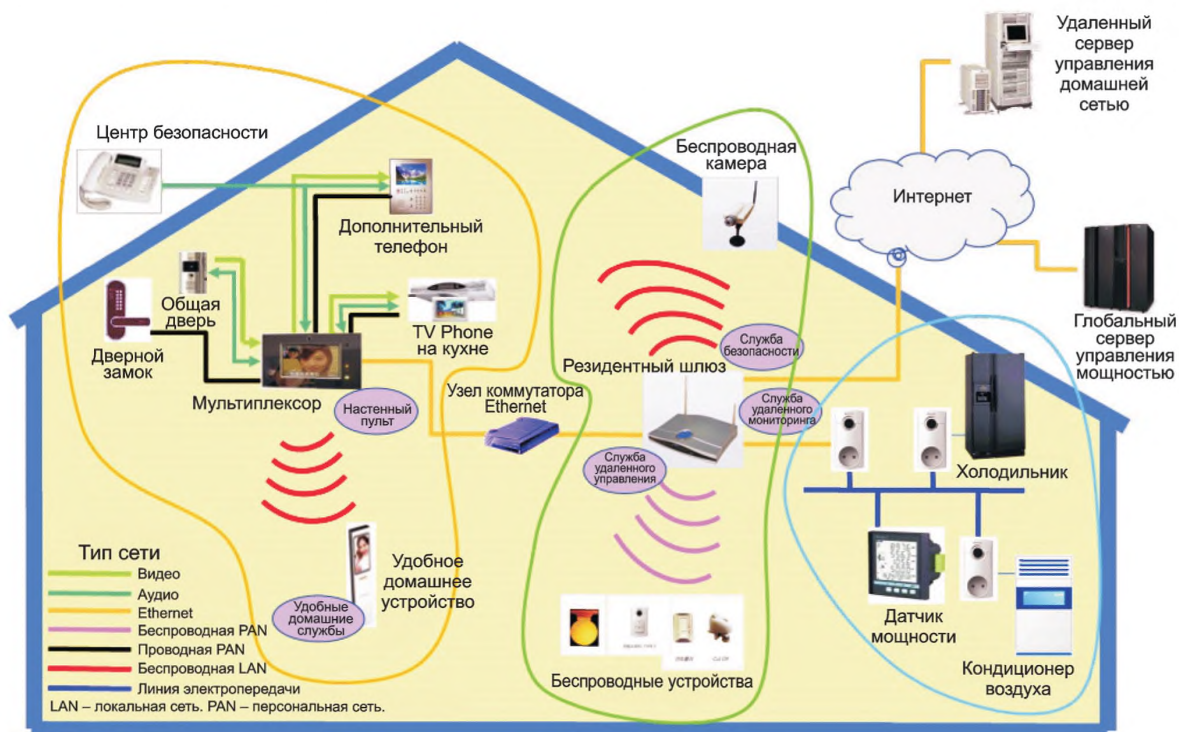 Удаленный
сервер
управления
домашней
сетью
Центр безопасности
Беспроводная
камера
Интернет
Дополнительный
телефон
Общая
дверь
Дверной
замок
TV Phone
на кухне
Глобальный
сервер
управления
мощностью
Служба
безопасности
Резидентный шлюз
Мультиплексор
Настенный
пульт
Узел коммутатора
Ethernet
Служба
удаленного
мониторинга
Служба
удаленного
управления
Холодильник
Тип сети
Видео
Аудио
Ethernet
Беспроводная PAN
Проводная PAN
Беспроводная LAN
Линия электропередачи
LAN – локальная сеть. PAN – персональная сеть.
Удобное
домашнее
устройство
Удобные
домашние
службы
Беспроводные устройства
Датчик
мощности
Кондиционер
воздуха